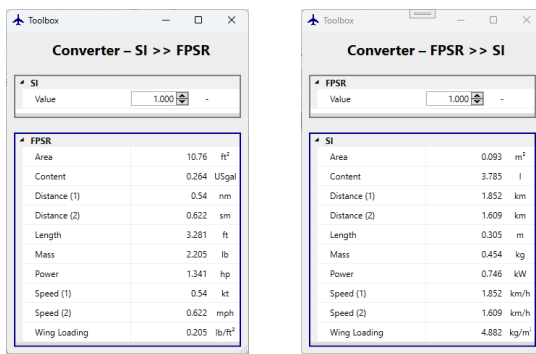 Toolbox
Converter – SI >> FPSR
SI
Value 1.000 -
FPSR
Area 10.76 ft²
Content 0.264 USgal
Distance (1) 0.54 nm
Distance (2) 0.622 sm
Length 3.281 ft
Mass 2.205 lb
Power 1.341 hp
Speed (1) 0.54 kt
Speed (2) 0.622 mph
Wing Loading 0.205 lb/ft²
Toolbox
Converter – FPSR >> SI
FPSR
Value 1.000 -
SI
Area 0.093 m²
Content 3.785 l
Distance (1) 1.852 km
Distance (2) 1.609 km
Length 0.305 m
Mass 0.454 kg
Power 0.746 kW
Speed (1) 1.852 km/h
Speed (2) 1.609 km/h
Wing Loading 4.882 kg/m²